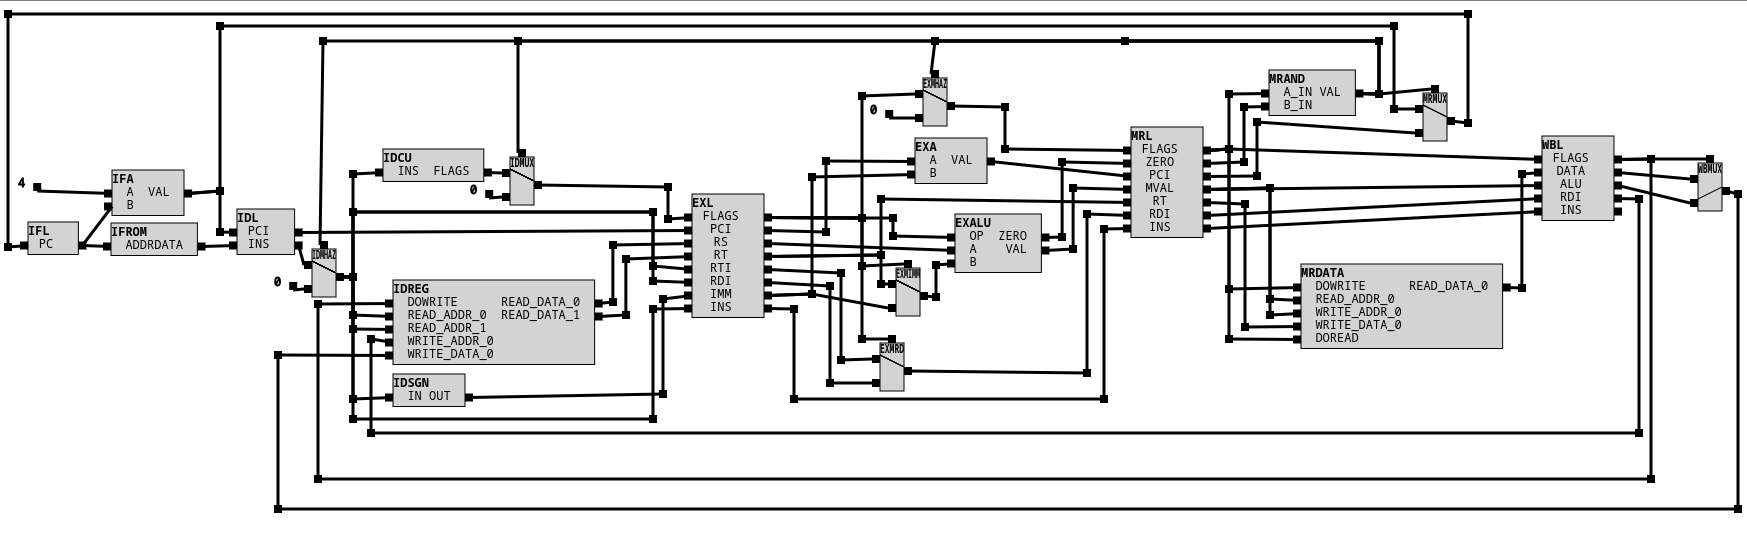 4
IFA
A VAL
B
IFL
PC
IFROM
ADDRDATA
IDL
PCI
INS
IDMHAZ
0
IDCU
INS FLAGS
IDMUX
0
IDREG
DOWRITE READ_DATA_0
READ_ADDR_0 READ_DATA_1
READ_ADDR_1
WRITE_ADDR_0
WRITE_DATA_0
IDSGN
IN OUT
EXL
FLAGS
PCI
RS
RT
RTI
RDI
IMM
INS
EXMHAZ
0
EXA
A VAL
B
EXALU
OP ZERO
A VAL
B
EXMIMM
EXMRD
MRL
FLAGS
ZERO
PCI
MVAL
RT
RDI
INS
MRAND
A_IN VAL
B_IN
MRMUX
MRDATA
DOWRITE READ_DATA_0
READ_ADDR_0
WRITE_ADDR_0
WRITE_DATA_0
DOREAD
WBL
FLAGS
DATA
ALU
RDI
INS
WBMUX